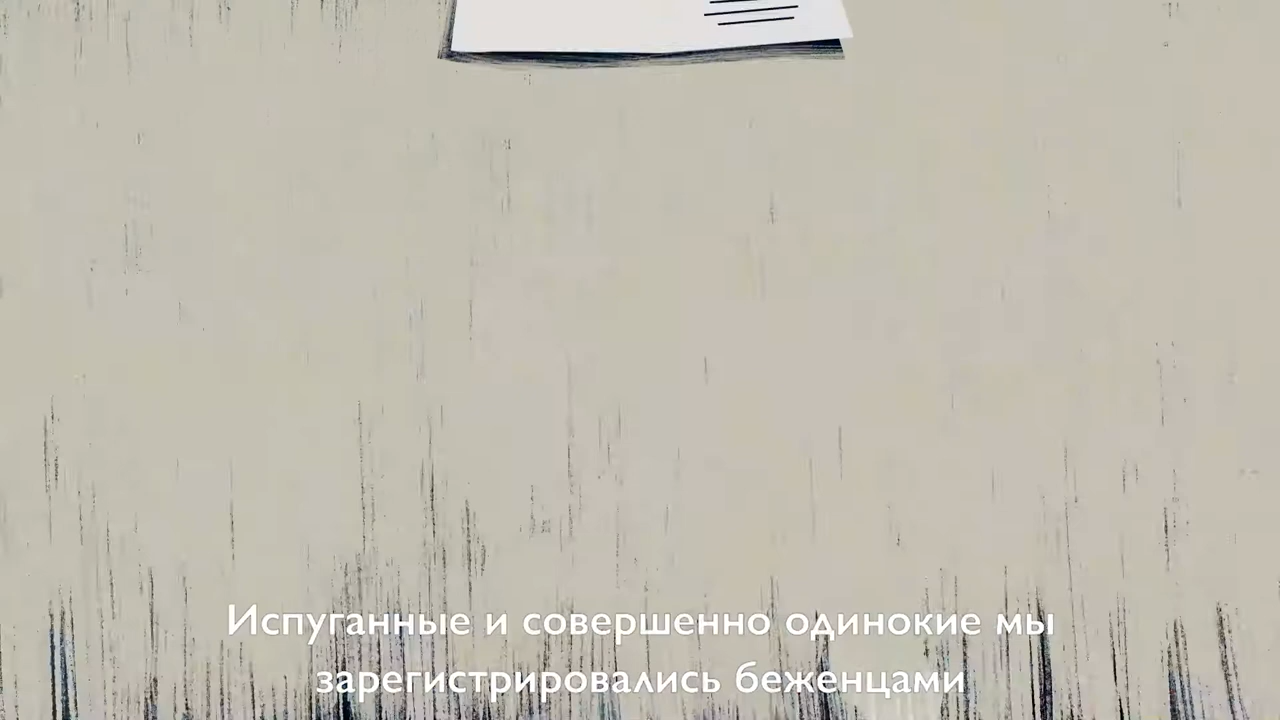 Испуганные и совершенно одинокие мы
зарегистрировались беженцами